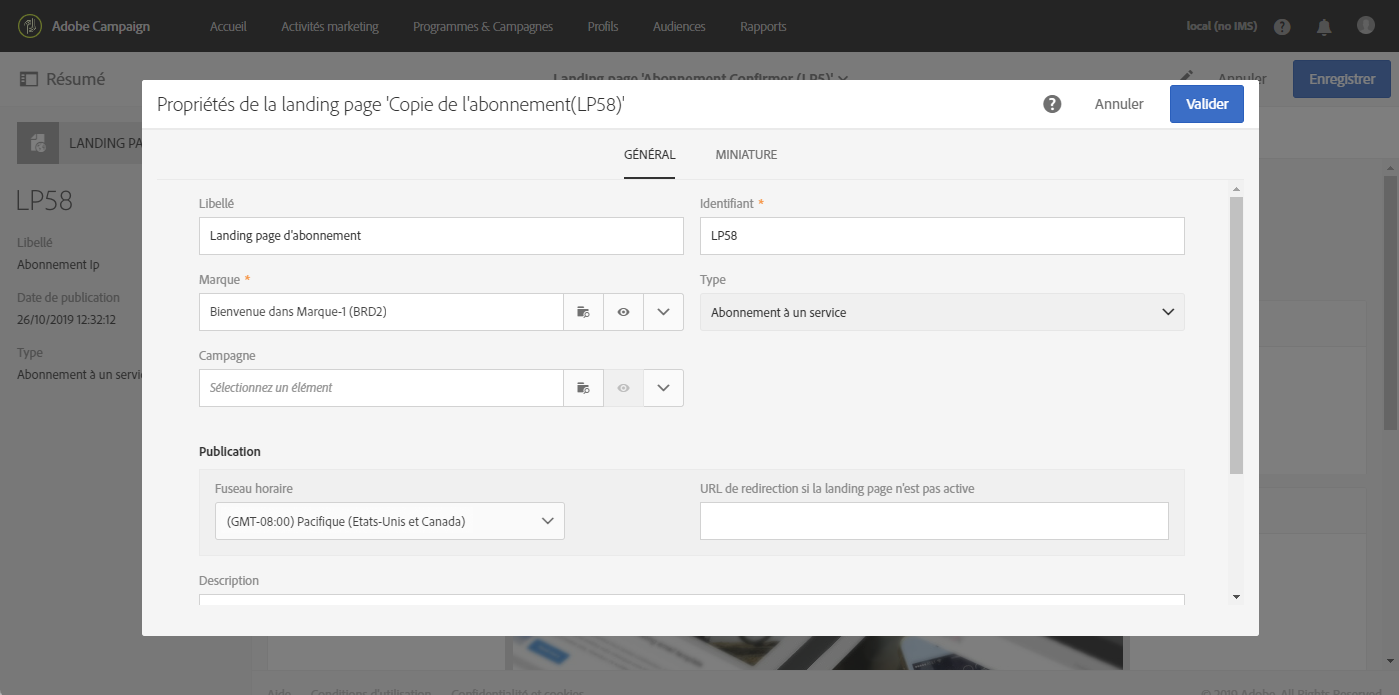 Adobe Campaign Accueil Activités marketing Programmes & Campagnes Profils Audiences Rapports local (no IMS) ?
Résumé Landing page 'Abonnement Confirmer (LP5)' Annuler Enregistrer
Propriétés de la landing page 'Copie de l'abonnement(LP58)' ? Annuler Valider
LANDING PA
GÉNÉRAL MINIATURE
LP58
Libellé
Abonnement lp
Date de publication
26/10/2019 12:32:12
Type
Abonnement à un servi
Libellé Identifiant *
Landing page d'abonnement LP58
Marque * Type
Bienvenue dans Marque-1 (BRD2) Abonnement à un service
Campagne
Sélectionnez un élément
Publication
Fuseau horaire URL de redirection si la landing page n'est pas active
(GMT-08:00) Pacifique (Etats-Unis et Canada)
Description
Aide Conditions d'utilisation Confidentialité et cookies © 2019 Adobe. All Rights Reserved.